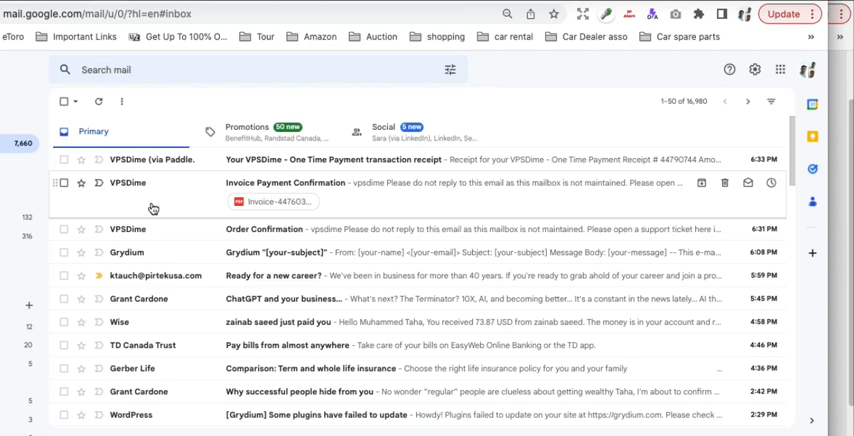 mail.google.com/mail/u/0/?hl=en#inbox
Update
eToro Important Links Get Up To 100% O... Tour Amazon Auction shopping car rental Car Dealer asso Car spare parts » »
Search mail
1–50 of 16,980
7,660
Primary
Promotions 50 new
BenefitHub, Randstad Canada, ...
Social 5 new
Sara (via LinkedIn), LinkedIn, Se...
VPSDime (via Paddle. Your VPSDime - One Time Payment transaction receipt - Receipt for your VPSDime - One Time Payment Receipt # 44790744 Amo... 6:33 PM
VPSDime Invoice Payment Confirmation - vpsdime Please do not reply to this email as this mailbox is not maintained. Please open ...
PDF Invoice-447603...
132
VPSDime Order Confirmation - vpsdime Please do not reply to this email as this mailbox is not maintained. Please open a support ticket here i... 6:31 PM
316
Grydium Grydium "[your-subject]" - From: [your-name] <[your-email]> Subject: [your-subject] Message Body: [your-message] -- This e-ma... 6:08 PM
ktauch@pirtekusa.com Ready for a new career? - We've been in business for more than 40 years. If you're ready to grab ahold of your career and join a pro... 5:59 PM
Grant Cardone ChatGPT and your business... - What's next? The Terminator? 10X, AI, and becoming better... - It's a constant in the news lately... AI th... 5:45 PM
12
Wise zainab saeed just paid you - Hello Muhammed Taha, You received 73.87 USD from zainab saeed. The money is in your account and r... 4:58 PM
20
TD Canada Trust Pay bills from almost anywhere - Take care of your bills on EasyWeb Online Banking or the TD app. 4:46 PM
5
Gerber Life Comparison: Term and whole life insurance - Choose the right life insurance policy for you and your family ... 4:36 PM
Grant Cardone Why successful people hide from you - No wonder “regular” people are clueless about getting wealthy Taha, I'm about to confirm ... 2:42 PM
5
WordPress [Grydium] Some plugins have failed to update - Howdy! Plugins failed to update on your site at https://grydium.com. Please check ... 2:29 PM
3